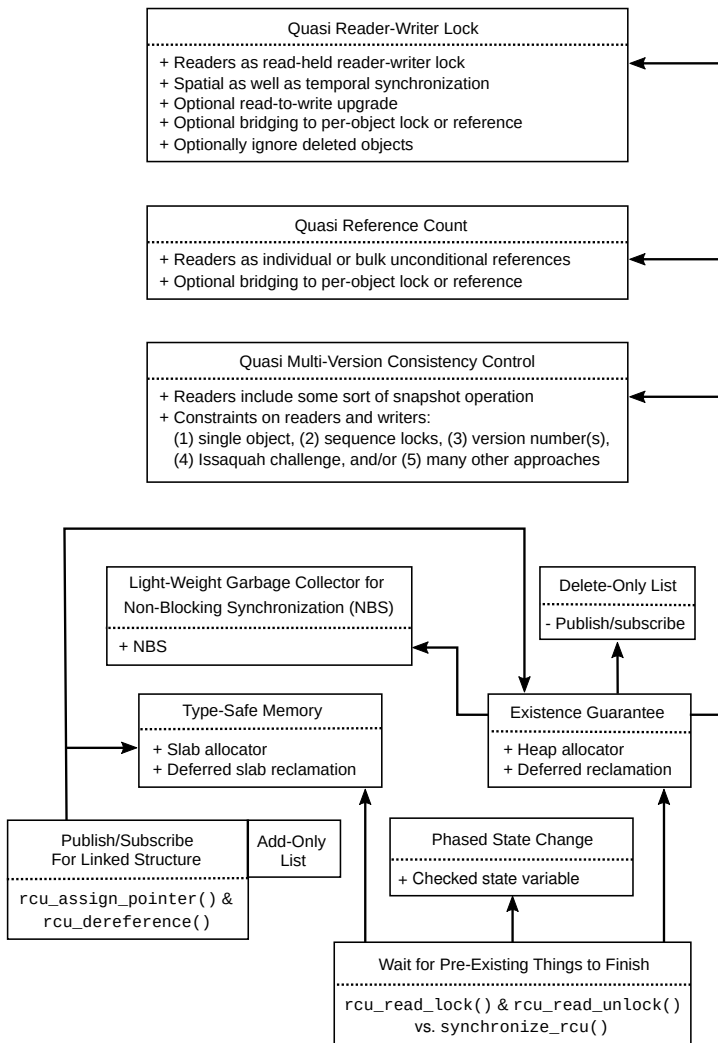 Quasi Reader-Writer Lock
+ Readers as read-held reader-writer lock
+ Spatial as well as temporal synchronization
+ Optional read-to-write upgrade
+ Optional bridging to per-object lock or reference
+ Optionally ignore deleted objects
Quasi Reference Count
+ Readers as individual or bulk unconditional references
+ Optional bridging to per-object lock or reference
Quasi Multi-Version Consistency Control
+ Readers include some sort of snapshot operation
+ Constraints on readers and writers:
(1) single object, (2) sequence locks, (3) version number(s),
(4) Issaquah challenge, and/or (5) many other approaches
Light-Weight Garbage Collector for
Non-Blocking Synchronization (NBS)
+ NBS
Delete-Only List
- Publish/subscribe
Type-Safe Memory
+ Slab allocator
+ Deferred slab reclamation
Existence Guarantee
+ Heap allocator
+ Deferred reclamation
Publish/Subscribe
For Linked Structure
rcu_assign_pointer() &
rcu_dereference()
Add-Only
List
Phased State Change
+ Checked state variable
Wait for Pre-Existing Things to Finish
rcu_read_lock() & rcu_read_unlock()
vs. synchronize_rcu()